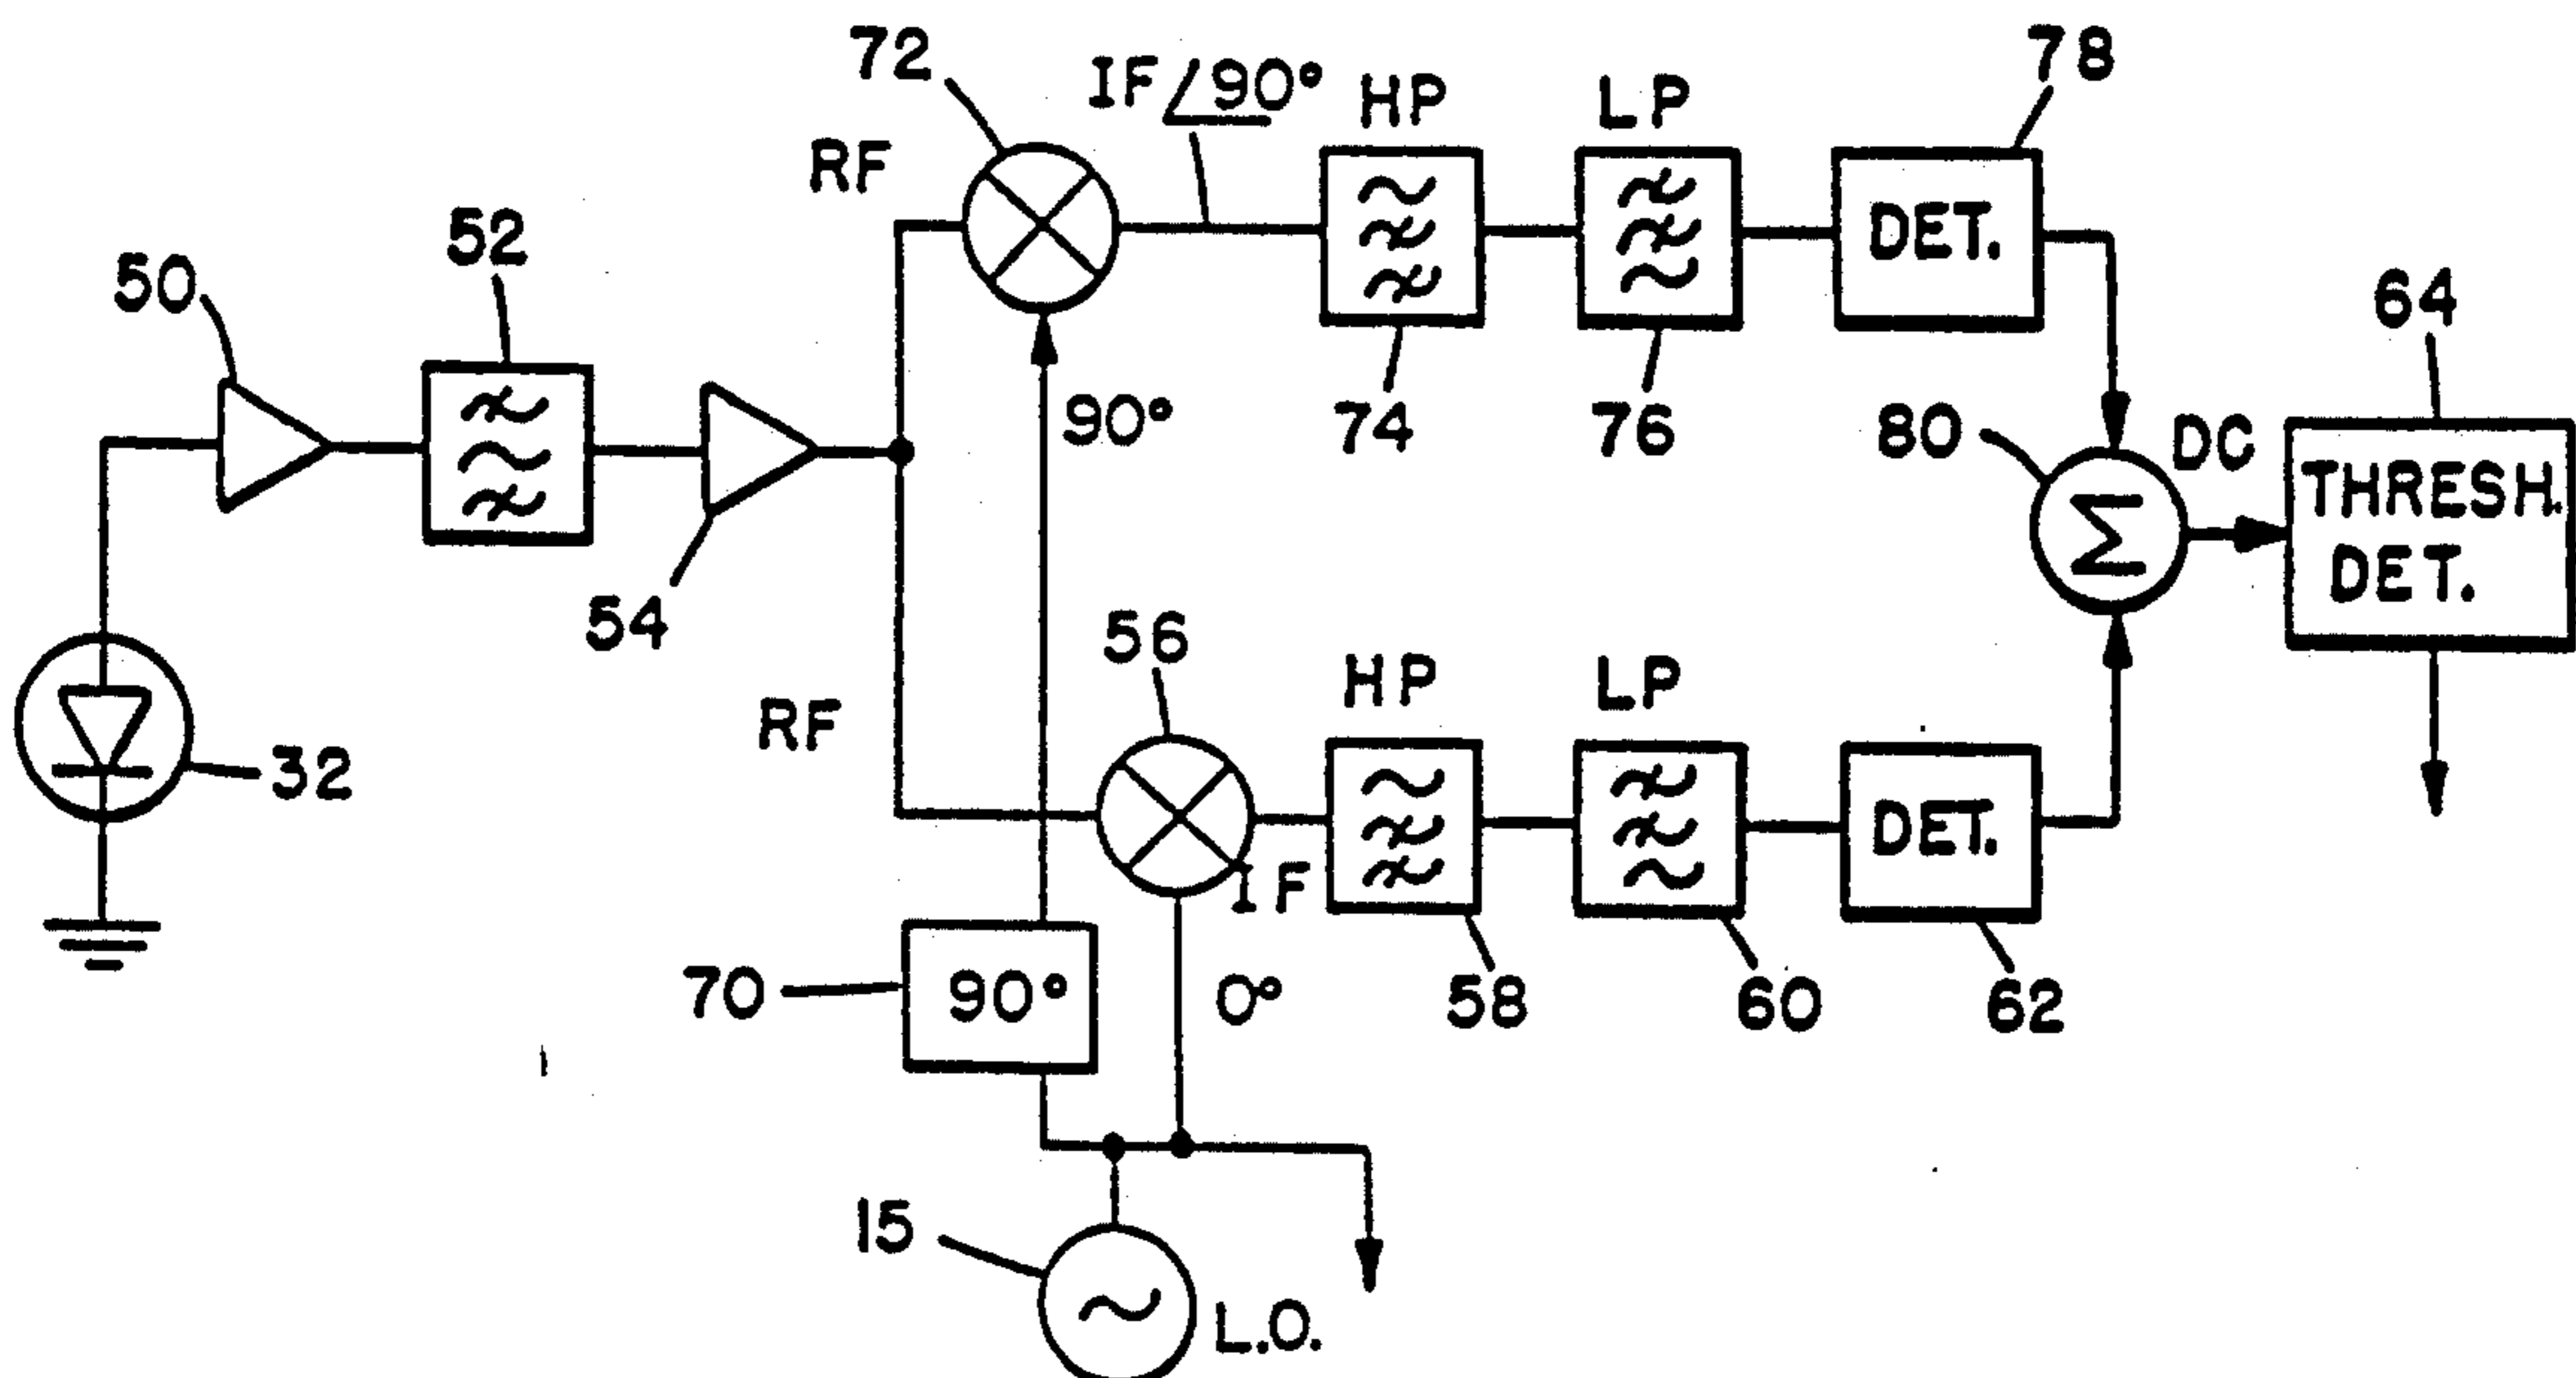 72
IF/90°
HP
LP
78
RF
52
50
DET.
64
90°
74
76
80
DC
THRESH.
DET.
Σ
54
56
HP
LP
RF
32
DET.
IF
70
90°
0°
58
60
62
15
L.O.